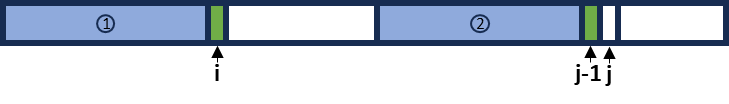 ① ②
i j-1 j